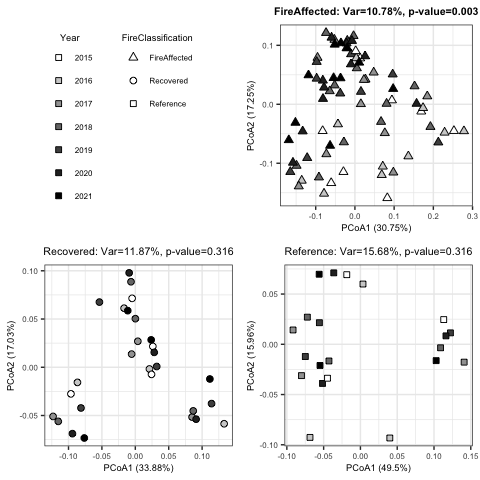 FireAffected: Var=10.78%, p-value=0.003
Year
FireClassification
2015
2016
2017
2018
2019
2020
2021
FireAffected
Recovered
Reference
PCoA2 (17.25%)
0.1
0.0
-0.1
-0.1
0.0
0.1
0.2
0.3
PCoA1 (30.75%)
Recovered: Var=11.87%, p-value=0.316
PCoA2 (17.03%)
0.10
0.05
0.00
-0.05
-0.10
-0.05
0.00
0.05
0.10
PCoA1 (33.88%)
Reference: Var=15.68%, p-value=0.316
PCoA2 (15.96%)
0.05
0.00
-0.05
-0.10
-0.10
-0.05
0.00
0.05
0.10
0.15
PCoA1 (49.5%)